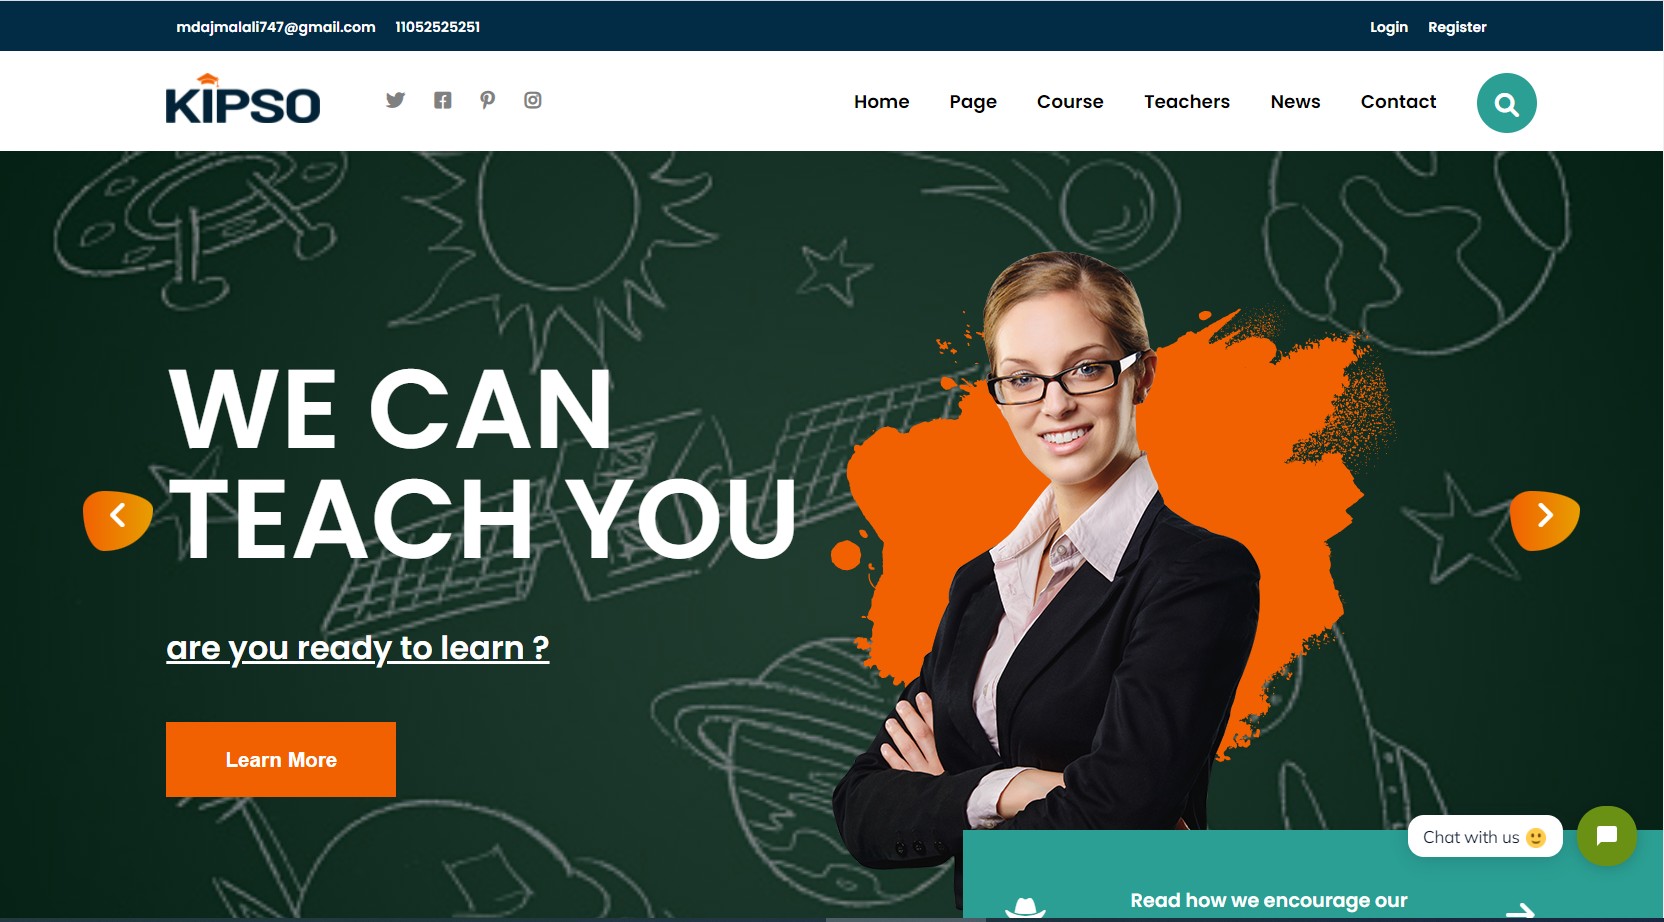 mdajmalali747@gmail.com 11052525251 Login Register
KIPSO Home Page Course Teachers News Contact
WE CAN
TEACH YOU
are you ready to learn ?
Learn More
Chat with us 🙂
Read how we encourage our